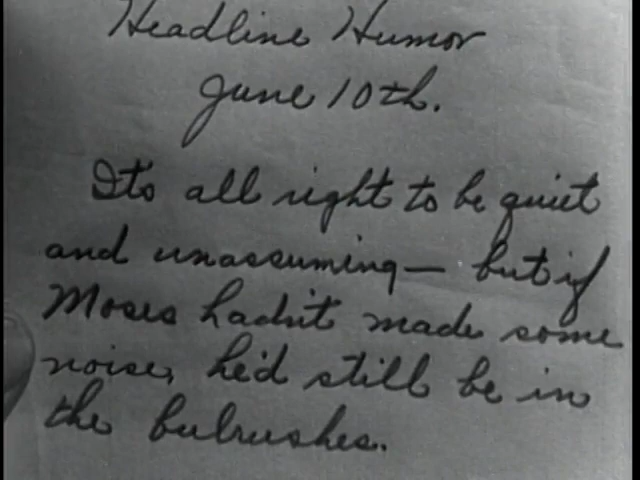 Headline Humor
June 10th.
It's all right to be quiet
and unassuming — but if
Moses hadn't made some
noise, he'd still be in
the bulrushes.